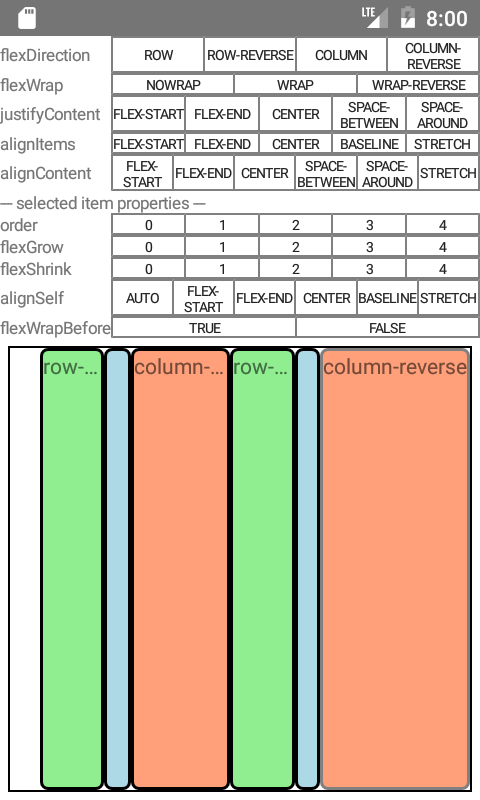 LTE 8:00
flexDirection ROW ROW-REVERSE COLUMN COLUMN-
REVERSE
flexWrap NOWRAP WRAP WRAP-REVERSE
justifyContent FLEX-START FLEX-END CENTER SPACE-
BETWEEN SPACE-
AROUND
alignItems FLEX-START FLEX-END CENTER BASELINE STRETCH
alignContent FLEX-
START FLEX-END CENTER SPACE-
BETWEEN SPACE-
AROUND STRETCH
— selected item properties —
order 0 1 2 3 4
flexGrow 0 1 2 3 4
flexShrink 0 1 2 3 4
alignSelf AUTO FLEX-
START FLEX-END CENTER BASELINE STRETCH
flexWrapBefore TRUE FALSE
row-... column-... row-... column-reverse